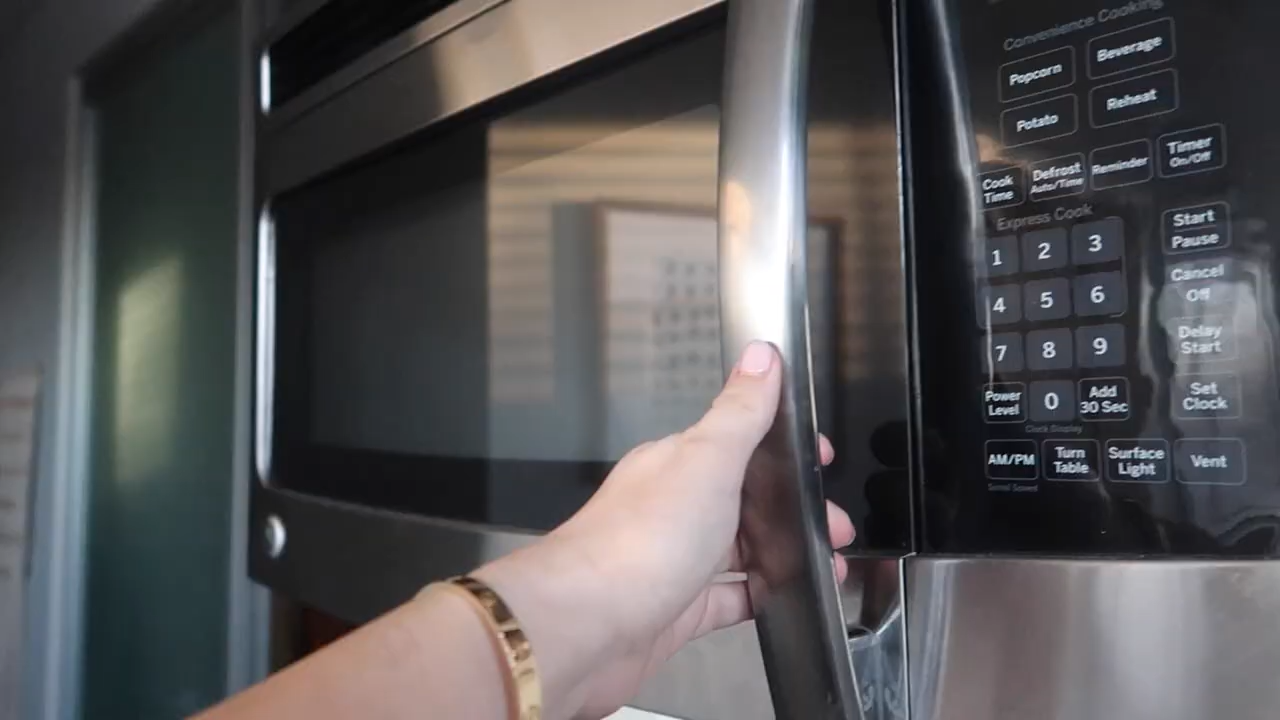 Convenience Cooking
Popcorn
Beverage
Potato
Reheat
Cook
Time
Defrost
Auto/Time
Reminder
Timer
On/Off
Express Cook
1 2 3
Start
Pause
4 5 6
Cancel
Off
7 8 9
Delay
Start
Power
Level
0
Add
30 Sec
Set
Clock
Clock Display
AM/PM
Turn
Table
Surface
Light
Vent